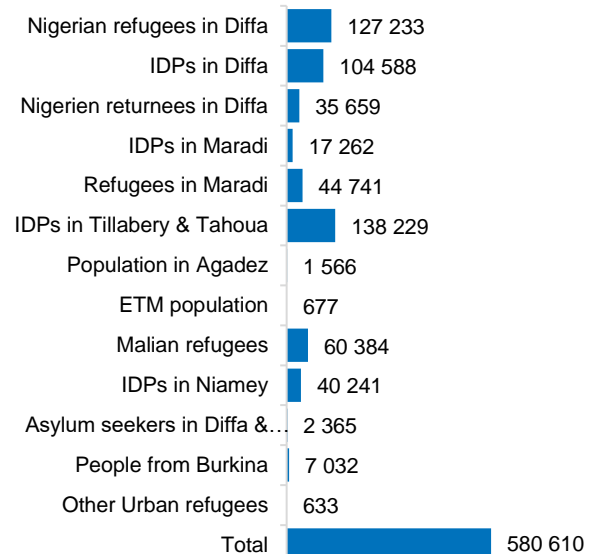 Nigerian refugees in Diffa 127 233
IDPs in Diffa 104 588
Nigerien returnees in Diffa 35 659
IDPs in Maradi 17 262
Refugees in Maradi 44 741
IDPs in Tillabery & Tahoua 138 229
Population in Agadez 1 566
ETM population 677
Malian refugees 60 384
IDPs in Niamey 40 241
Asylum seekers in Diffa &… 2 365
People from Burkina 7 032
Other Urban refugees 633
Total 580 610